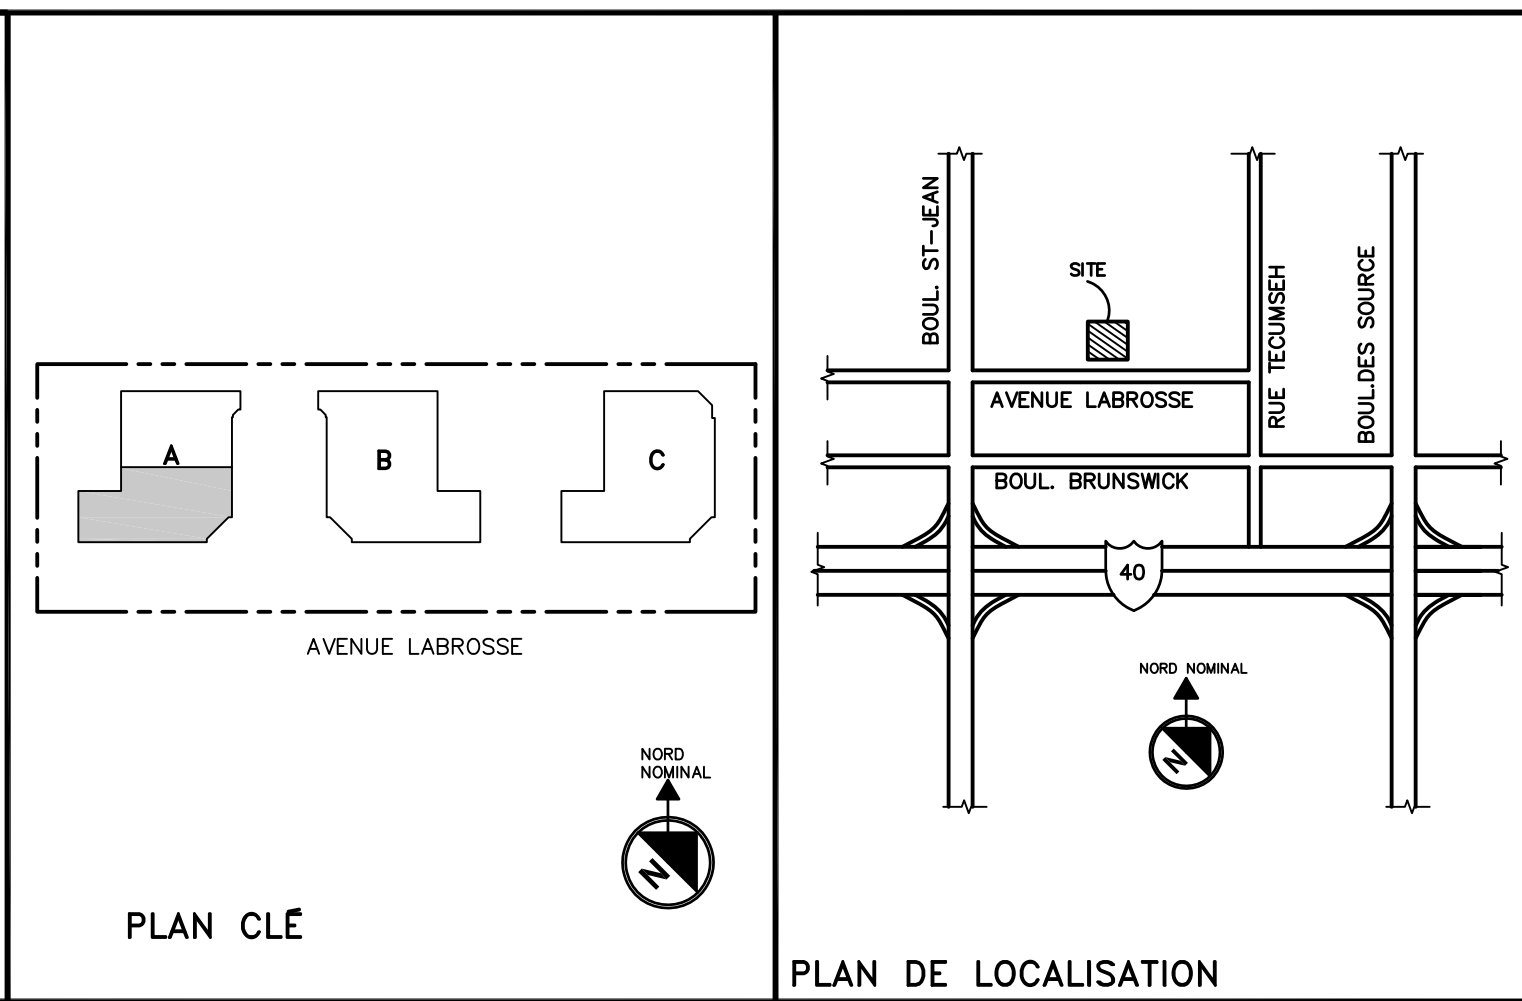 A
B
C
AVENUE LABROSSE
NORD
NOMINAL
N
PLAN CLÉ
BOUL. ST-JEAN
SITE
RUE TECUMSEH
BOUL.DES SOURCE
AVENUE LABROSSE
BOUL. BRUNSWICK
40
NORD NOMINAL
N
PLAN DE LOCALISATION